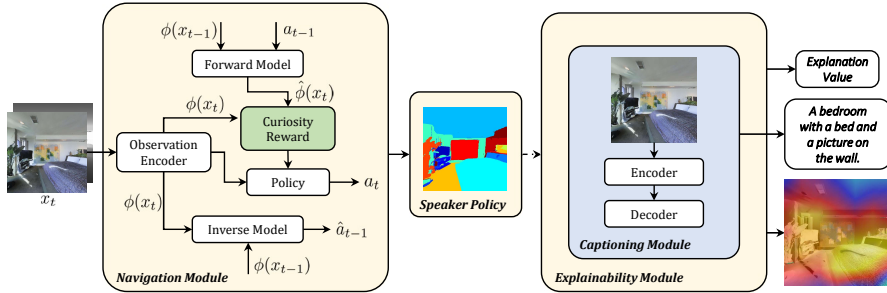 x_t
ϕ(x_{t−1})
a_{t−1}
Forward Model
ϕ̂(x_t)
ϕ(x_t)
Curiosity
Reward
Observation
Encoder
Policy
a_t
ϕ(x_t)
Inverse Model
â_{t−1}
ϕ(x_{t−1})
Navigation Module
Speaker Policy
Encoder
Decoder
Captioning Module
Explainability Module
Explanation
Value
A bedroom
with a bed and
a picture on
the wall.